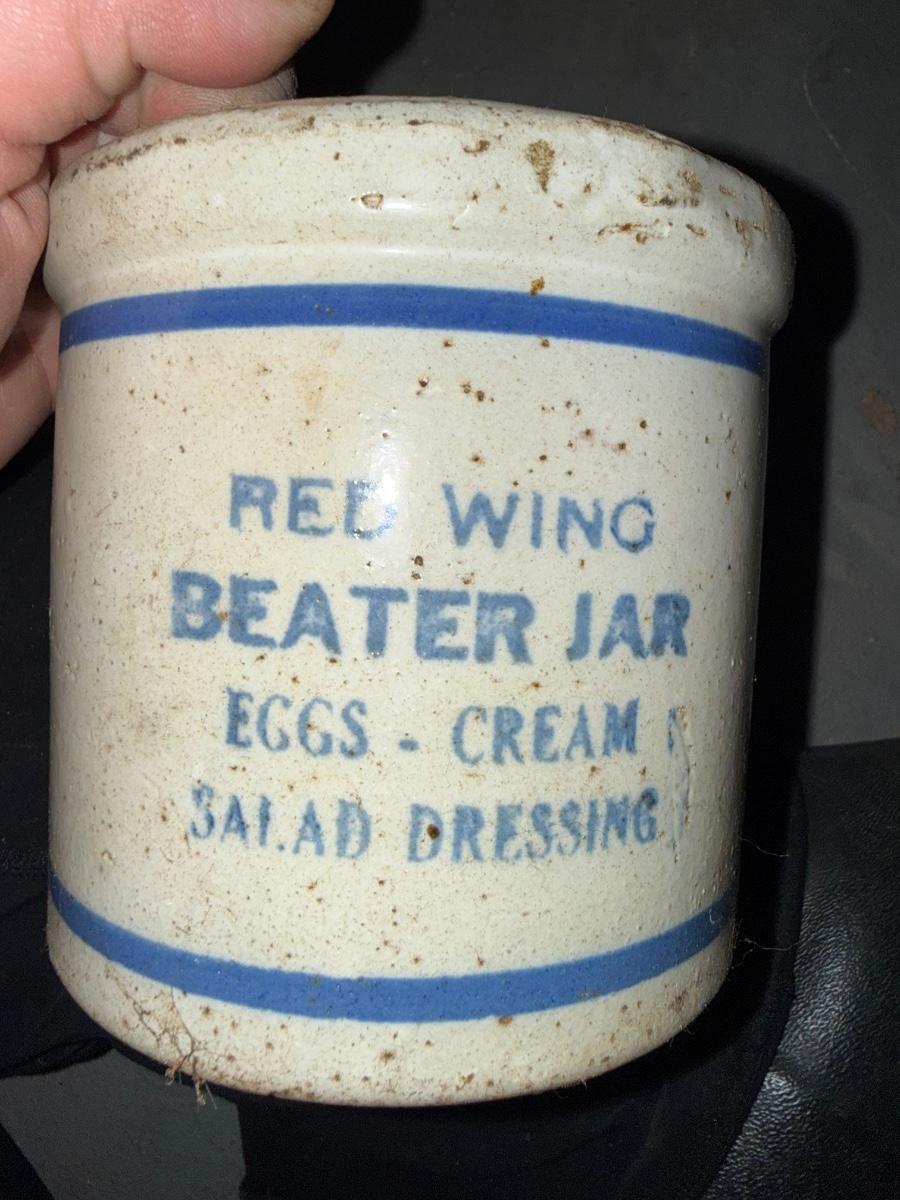 RED WING
BEATER JAR
EGGS - CREAM
SALAD DRESSING